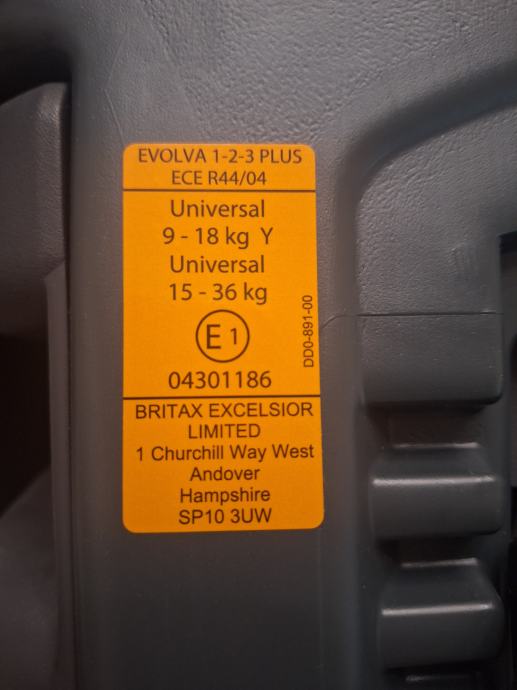 EVOLVA 1-2-3 PLUS
ECE R44/04
Universal
9 - 18 kg Y
Universal
15 - 36 kg
E 1
04301186
DD0-891-00
BRITAX EXCELSIOR
LIMITED
1 Churchill Way West
Andover
Hampshire
SP10 3UW